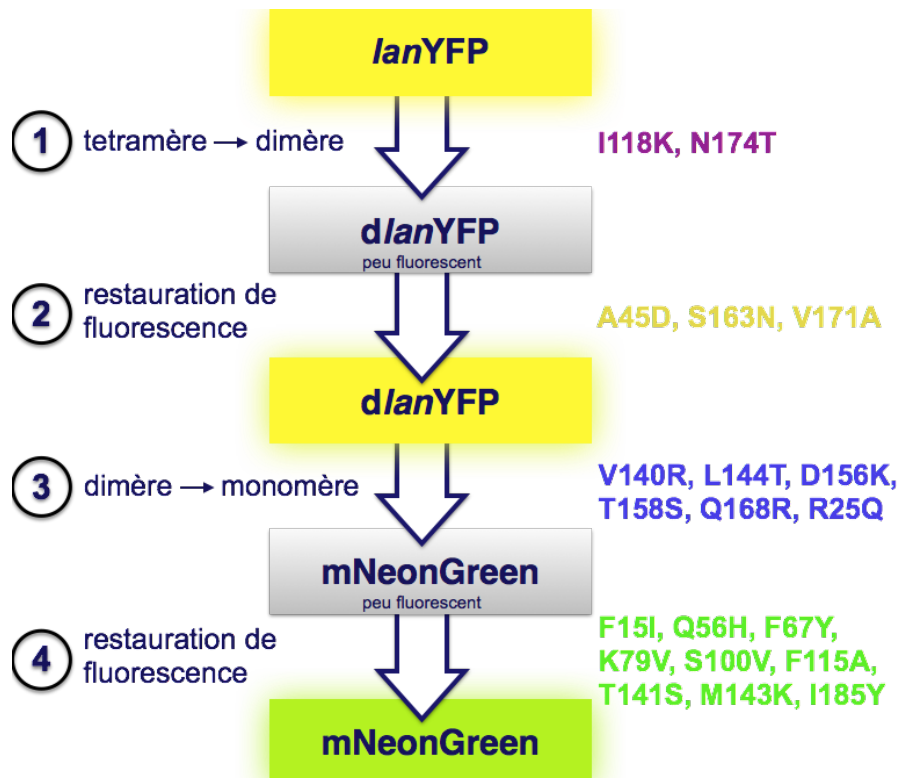 lanYFP
1
tetramère → dimère
I118K, N174T
dlanYFP
peu fluorescent
2
restauration de
fluorescence
A45D, S163N, V171A
dlanYFP
3
dimère → monomère
V140R, L144T, D156K,
T158S, Q168R, R25Q
mNeonGreen
peu fluorescent
4
restauration de
fluorescence
F15I, Q56H, F67Y,
K79V, S100V, F115A,
T141S, M143K, I185Y
mNeonGreen